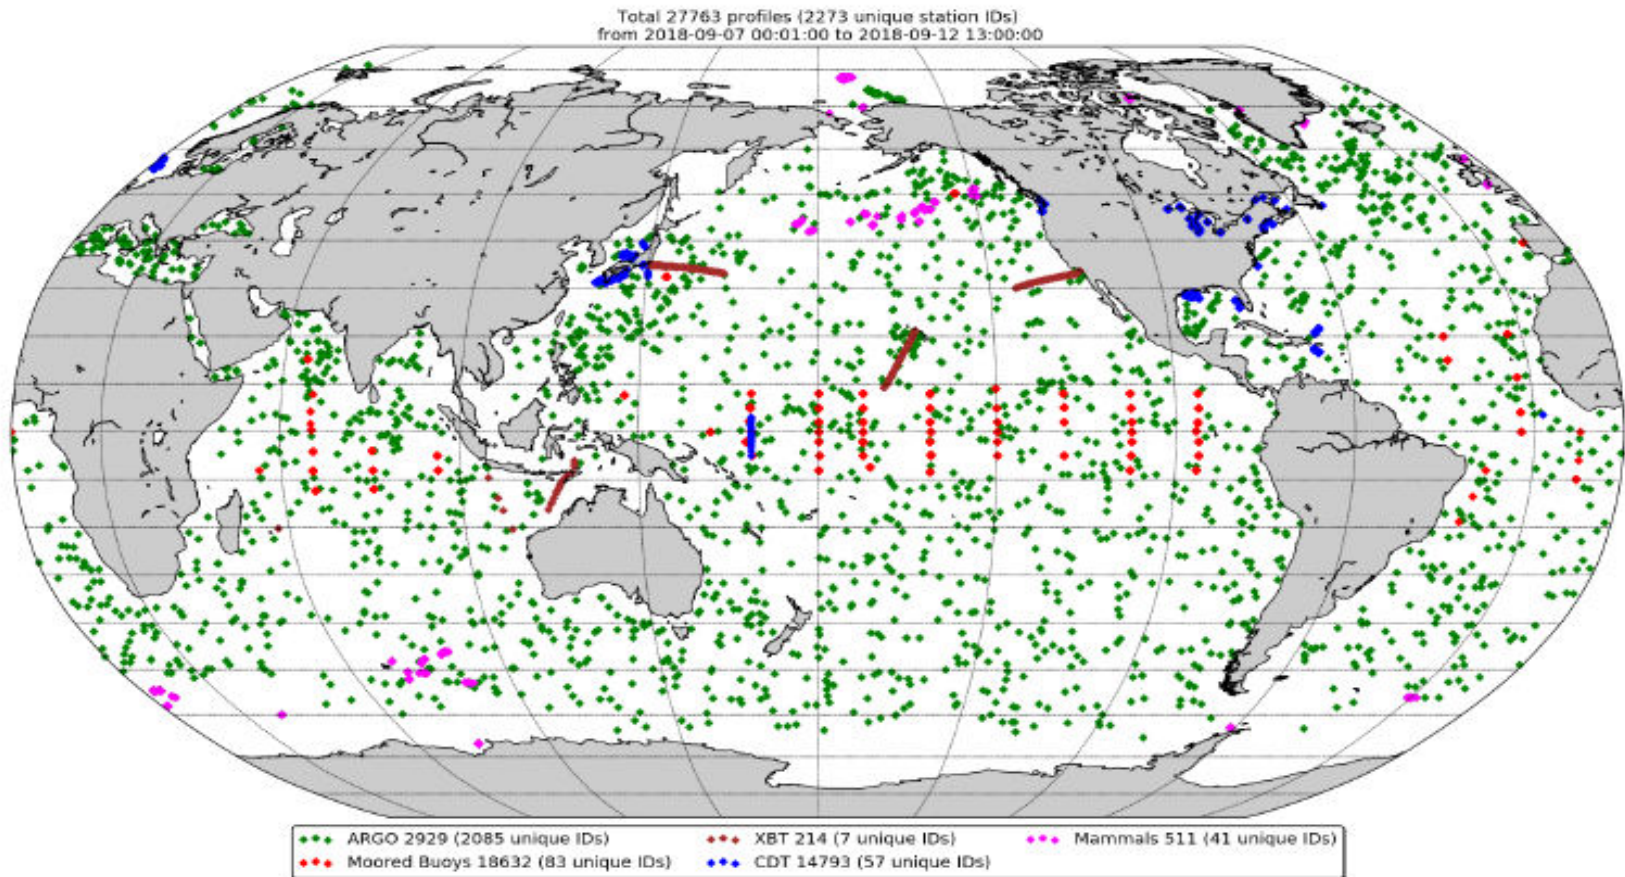 Total 27763 profiles (2273 unique station IDs)
from 2018-09-07 00:01:00 to 2018-09-12 13:00:00
ARGO 2929 (2085 unique IDs)
XBT 214 (7 unique IDs)
Mammals 511 (41 unique IDs)
Moored Buoys 18632 (83 unique IDs)
CDT 14793 (57 unique IDs)